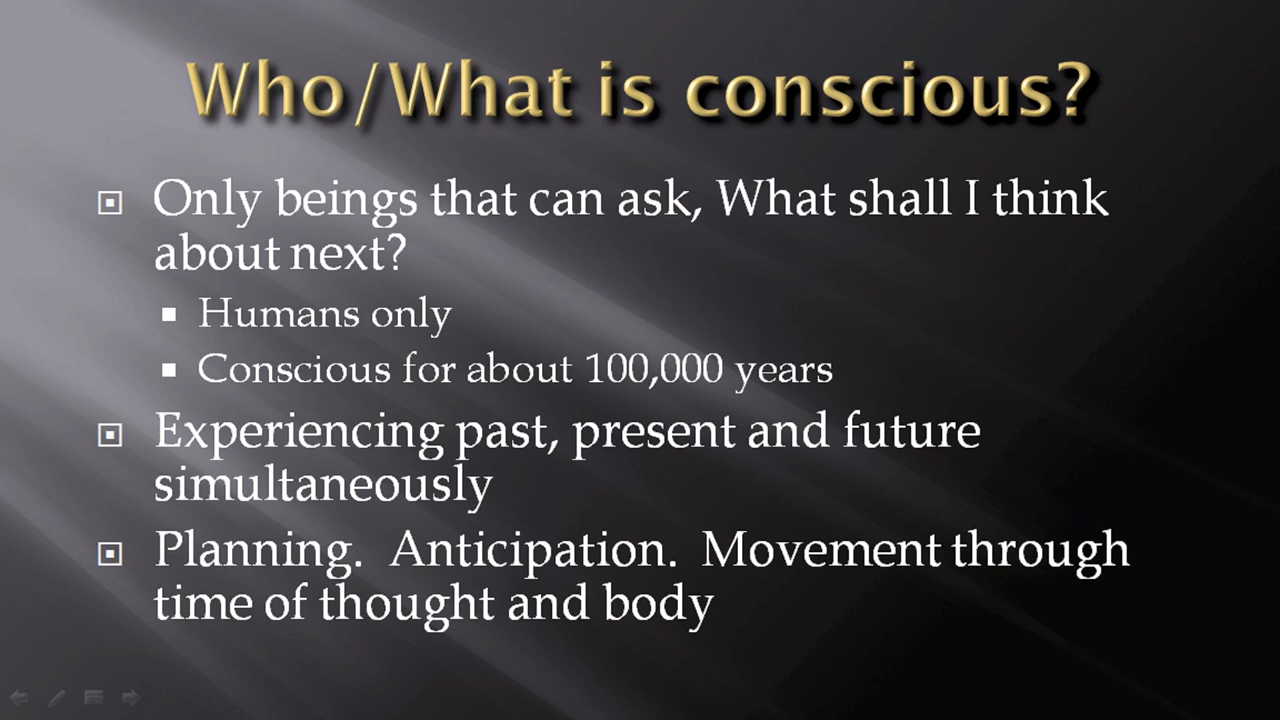 Who/What is conscious?
Only beings that can ask, What shall I think
about next?
Humans only
Conscious for about 100,000 years
Experiencing past, present and future
simultaneously
Planning.  Anticipation.  Movement through
time of thought and body